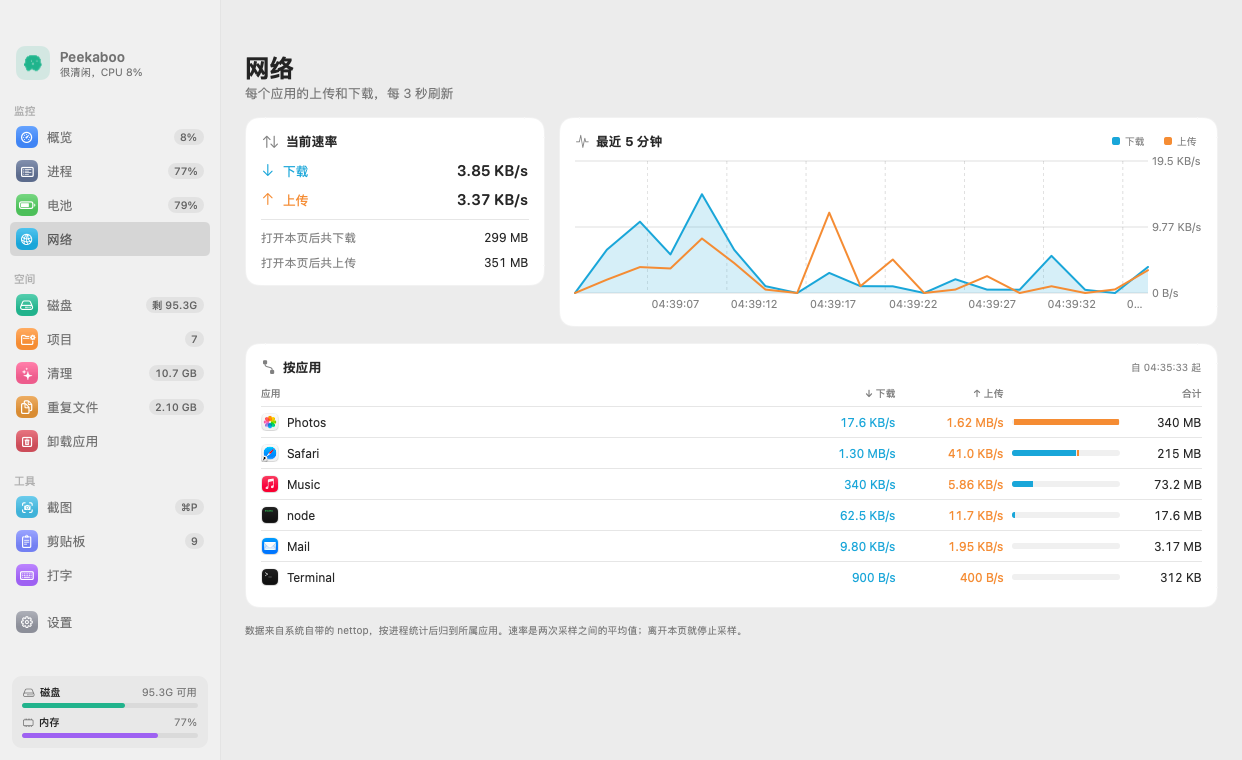 Peekaboo
很清闲，CPU 8%
监控
概览 8%
进程 77%
电池 79%
网络
空间
磁盘 剩 95.3G
项目 7
清理 10.7 GB
重复文件 2.10 GB
卸载应用
工具
截图 ⌘P
剪贴板 9
打字
设置
磁盘 95.3G 可用
内存 77%
网络
每个应用的上传和下载，每 3 秒刷新
当前速率
下载 3.85 KB/s
上传 3.37 KB/s
打开本页后共下载 299 MB
打开本页后共上传 351 MB
最近 5 分钟 下载 上传
19.5 KB/s
9.77 KB/s
0 B/s
04:39:07 04:39:12 04:39:17 04:39:22 04:39:27 04:39:32 0...
按应用 自 04:35:33 起
应用 ↓ 下载 ↑ 上传 合计
Photos 17.6 KB/s 1.62 MB/s 340 MB
Safari 1.30 MB/s 41.0 KB/s 215 MB
Music 340 KB/s 5.86 KB/s 73.2 MB
node 62.5 KB/s 11.7 KB/s 17.6 MB
Mail 9.80 KB/s 1.95 KB/s 3.17 MB
Terminal 900 B/s 400 B/s 312 KB
数据来自系统自带的 nettop，按进程统计后归到所属应用。速率是两次采样之间的平均值；离开本页就停止采样。